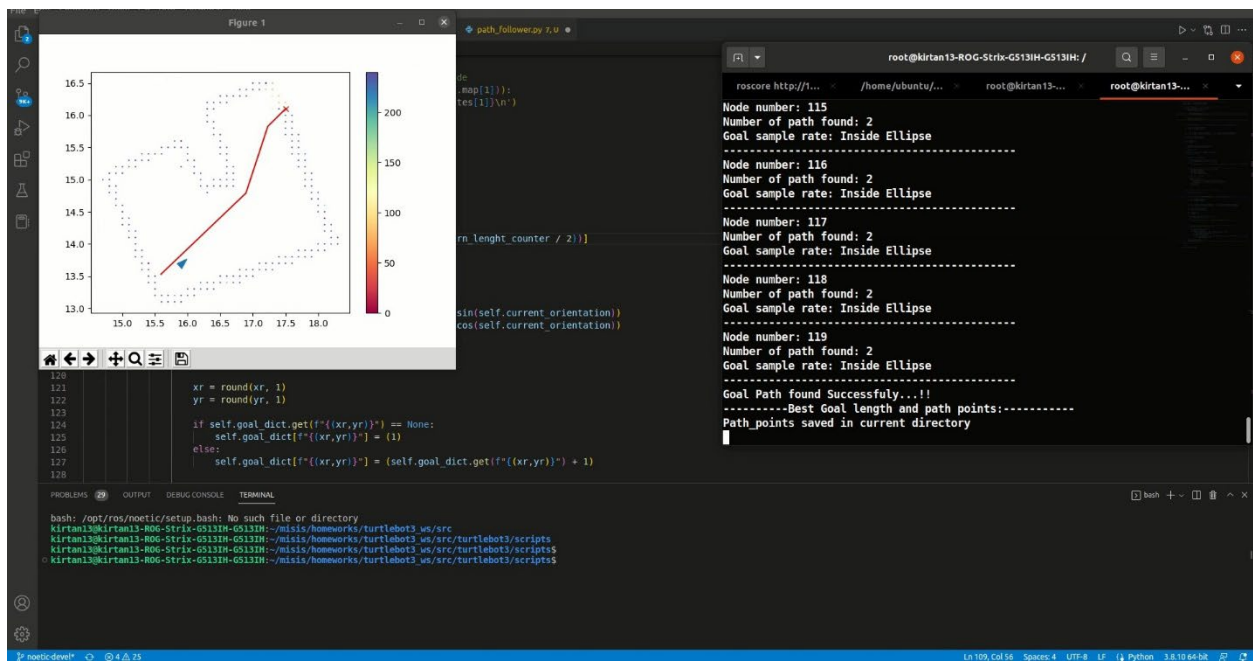 Figure 1
16.5
16.0
15.5
15.0
14.5
14.0
13.5
13.0
15.0 15.5 16.0 16.5 17.0 17.5 18.0
200
150
100
50
0
path_follower.py 7, U
.map[1])):
tes[1]}\n')
rn_lenght_counter / 2))]
sin(self.current_orientation))
cos(self.current_orientation))
120
121 xr = round(xr, 1)
122 yr = round(yr, 1)
123
124 if self.goal_dict.get(f"{(xr,yr)}") == None:
125 self.goal_dict[f"{(xr,yr)}"] = (1)
126 else:
127 self.goal_dict[f"{(xr,yr)}"] = (self.goal_dict.get(f"{(xr,yr)}") + 1)
128
root@kirtan13-ROG-Strix-G513IH-G513IH: /
roscore http://1... /home/ubuntu/... root@kirtan13-... root@kirtan13-...
Node number: 115
Number of path found: 2
Goal sample rate: Inside Ellipse
------------------------------------------------
Node number: 116
Number of path found: 2
Goal sample rate: Inside Ellipse
------------------------------------------------
Node number: 117
Number of path found: 2
Goal sample rate: Inside Ellipse
------------------------------------------------
Node number: 118
Number of path found: 2
Goal sample rate: Inside Ellipse
------------------------------------------------
Node number: 119
Number of path found: 2
Goal sample rate: Inside Ellipse
------------------------------------------------
Goal Path found Successfuly...!!
----------Best Goal length and path points:-----------
Path_points saved in current directory
PROBLEMS 29 OUTPUT DEBUG CONSOLE TERMINAL
bash
bash: /opt/ros/noetic/setup.bash: No such file or directory
kirtan13@kirtan13-ROG-Strix-G513IH-G513IH:~/misis/homeworks/turtlebot3_ws/src
kirtan13@kirtan13-ROG-Strix-G513IH-G513IH:~/misis/homeworks/turtlebot3_ws/src/turtlebot3/scripts
kirtan13@kirtan13-ROG-Strix-G513IH-G513IH:~/misis/homeworks/turtlebot3_ws/src/turtlebot3/scripts$
kirtan13@kirtan13-ROG-Strix-G513IH-G513IH:~/misis/homeworks/turtlebot3_ws/src/turtlebot3/scripts$
noetic-devel* 4 25 Ln 109, Col 56 Spaces: 4 UTF-8 LF Python 3.8.10 64-bit